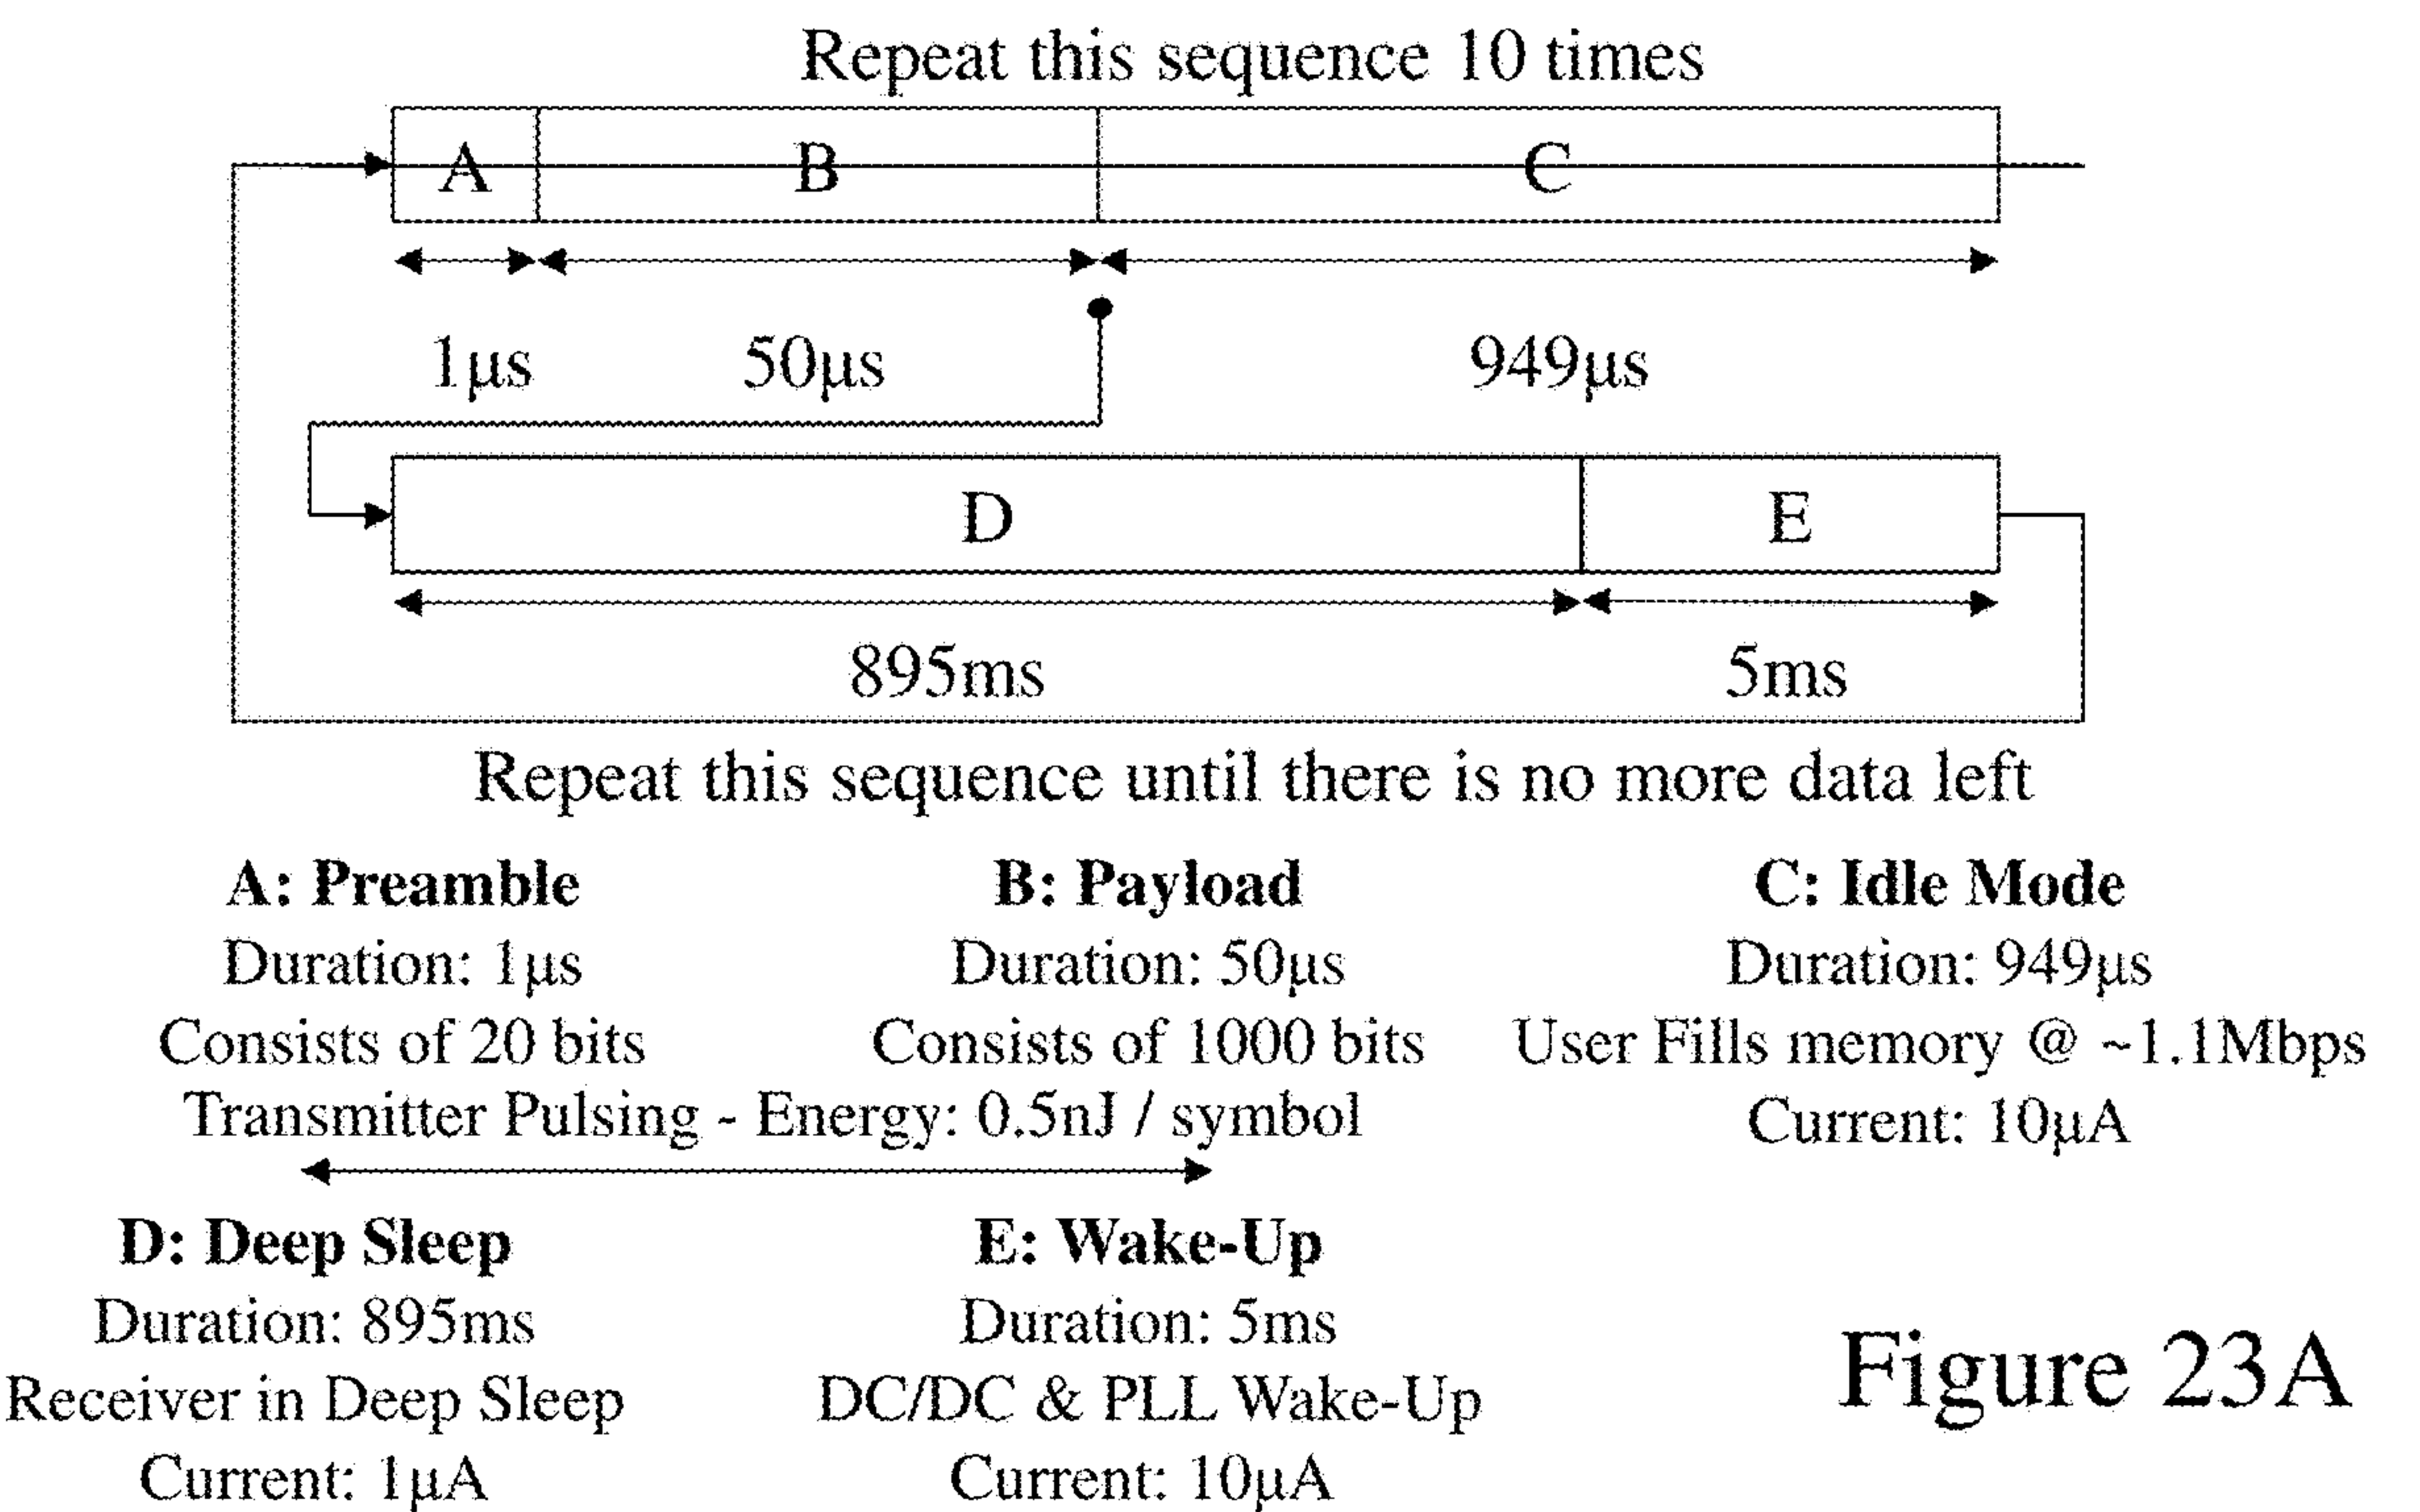 Repeat this sequence 10 times
A B C
1μs 50μs 949μs
D E
895ms 5ms
Repeat this sequence until there is no more data left
A: Preamble
Duration: 1μs
Consists of 20 bits
B: Payload
Duration: 50μs
Consists of 1000 bits
Transmitter Pulsing - Energy: 0.5nJ / symbol
C: Idle Mode
Duration: 949μs
User Fills memory @ ~1.1Mbps
Current: 10μA
D: Deep Sleep
Duration: 895ms
Receiver in Deep Sleep
Current: 1μA
E: Wake-Up
Duration: 5ms
DC/DC & PLL Wake-Up
Current: 10μA
Figure 23A